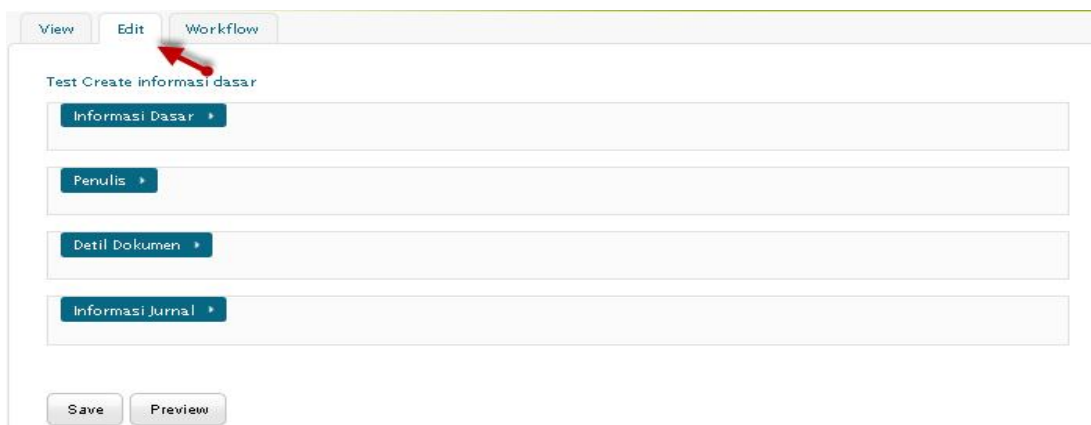 View Edit Workflow
Test Create informasi dasar
Informasi Dasar
Penulis
Detil Dokumen
Informasi Jurnal
Save Preview